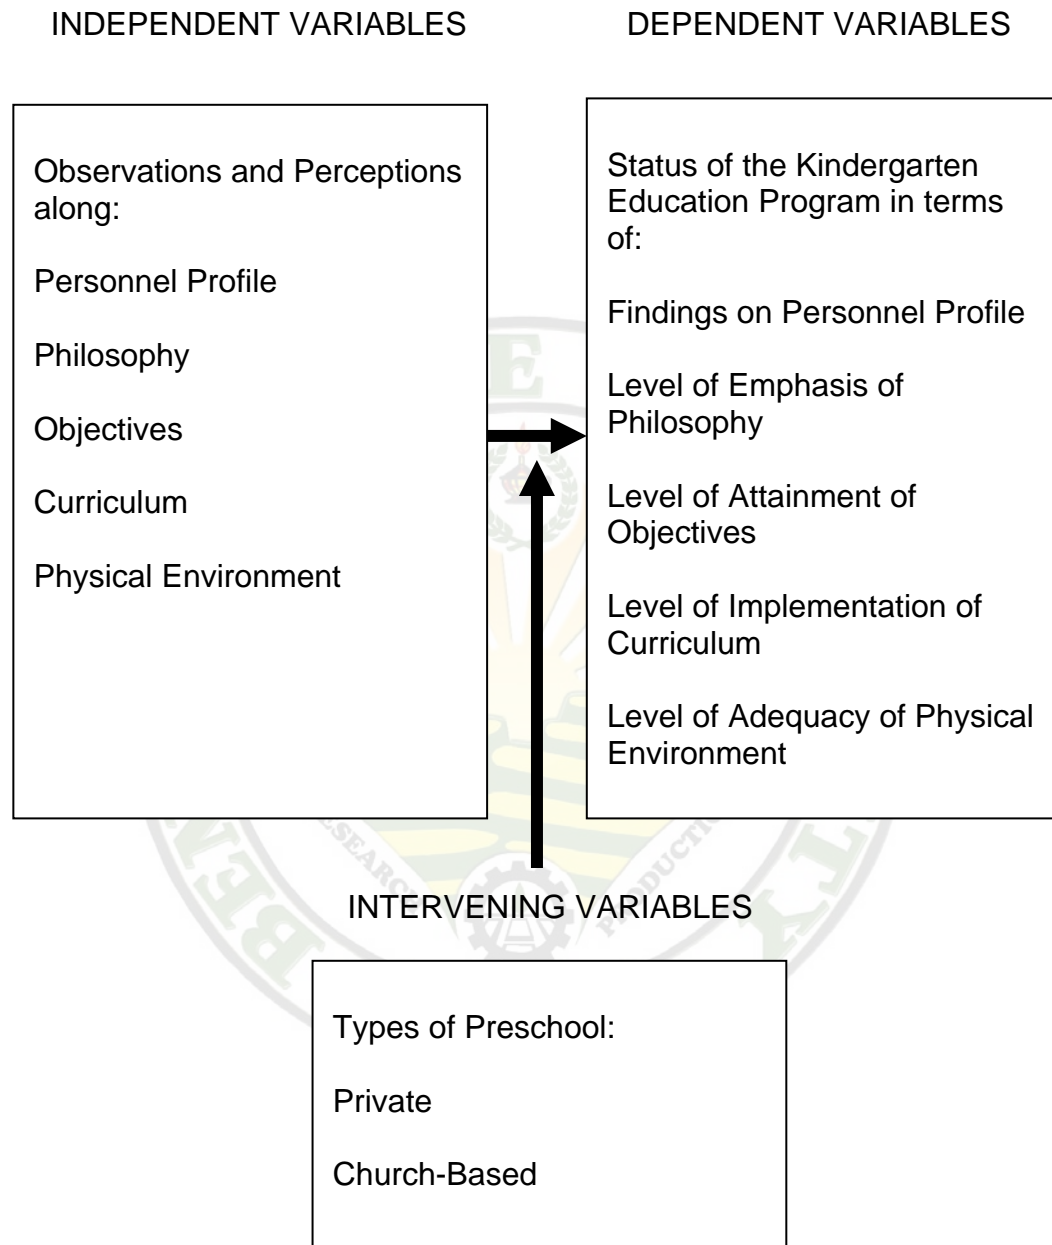 INDEPENDENT VARIABLES
DEPENDENT VARIABLES
Observations and Perceptions
along:
Personnel Profile
Philosophy
Objectives
Curriculum
Physical Environment
Status of the Kindergarten
Education Program in terms
of:
Findings on Personnel Profile
Level of Emphasis of
Philosophy
Level of Attainment of
Objectives
Level of Implementation of
Curriculum
Level of Adequacy of Physical
Environment
INTERVENING VARIABLES
Types of Preschool:
Private
Church-Based